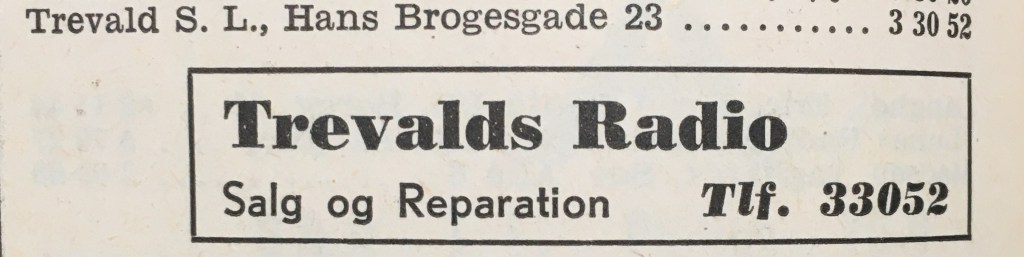 Trevald S. L., Hans Brogesgade 23 ........... 3 30 52
Trevalds Radio
Salg og Reparation Tlf. 33052